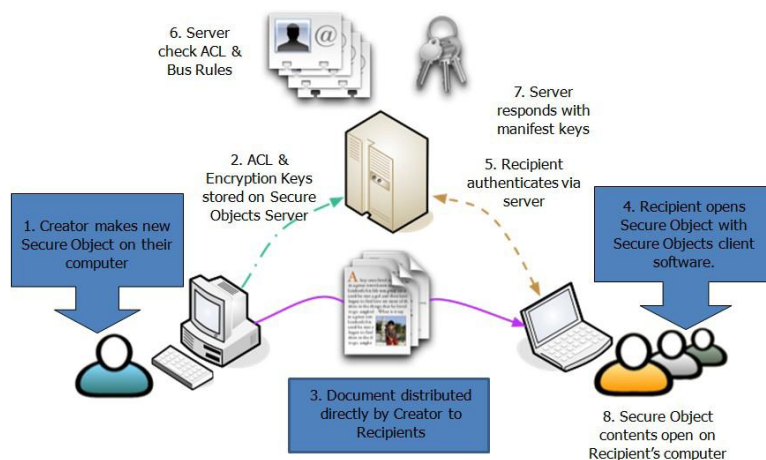 6. Server
check ACL &
Bus Rules
@
7. Server
responds with
manifest keys
2. ACL &
Encryption Keys
stored on Secure
Objects Server
5. Recipient
authenticates via
server
1. Creator makes new
Secure Object on their
computer
4. Recipient opens
Secure Object with
Secure Objects client
software.
3. Document distributed
directly by Creator to
Recipients
8. Secure Object
contents open on
Recipient's computer